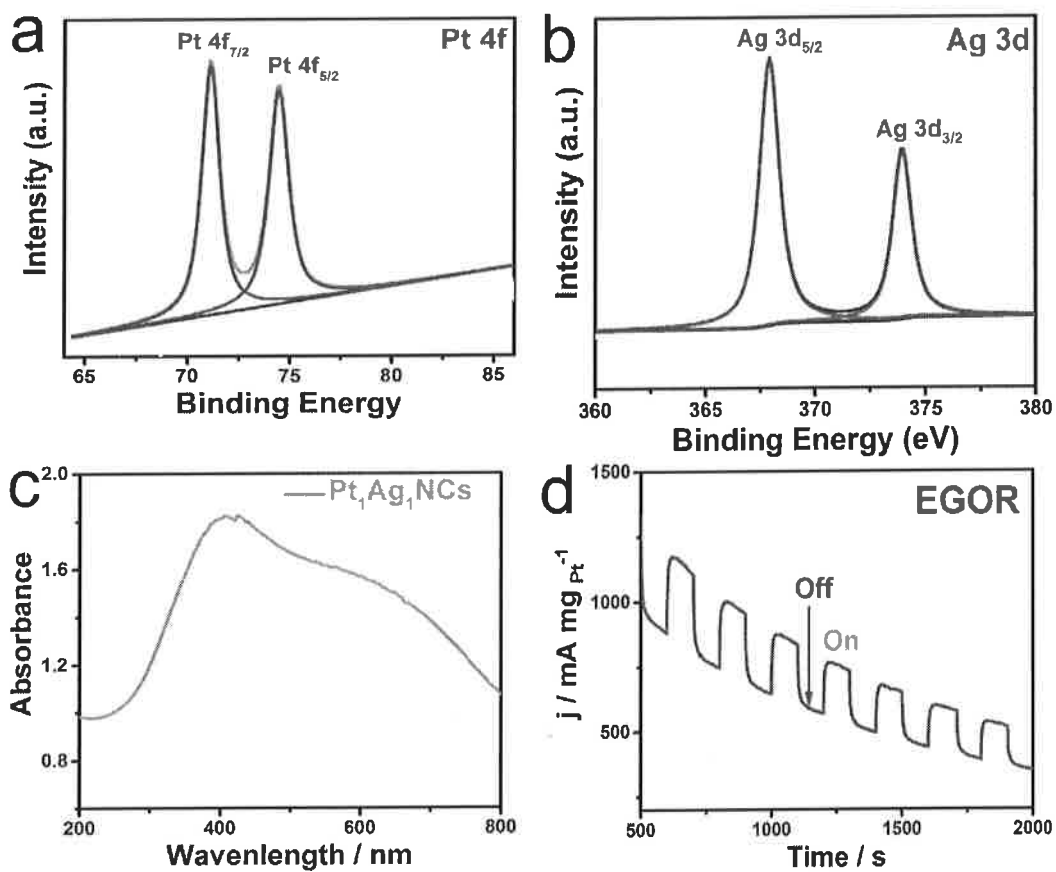 a
Pt 4f
Pt 4f7/2
Pt 4f5/2
Intensity (a.u.)
65 70 75 80 85
Binding Energy
b
Ag 3d
Ag 3d5/2
Ag 3d3/2
Intensity (a.u.)
360 365 370 375 380
Binding Energy (eV)
c
Pt1Ag1NCs
Absorbance
2.0
1.6
1.2
0.8
200 400 600 800
Wavenlength / nm
d
EGOR
Off
On
j / mA mg Pt-1
1500
1000
500
500 1000 1500 2000
Time / s